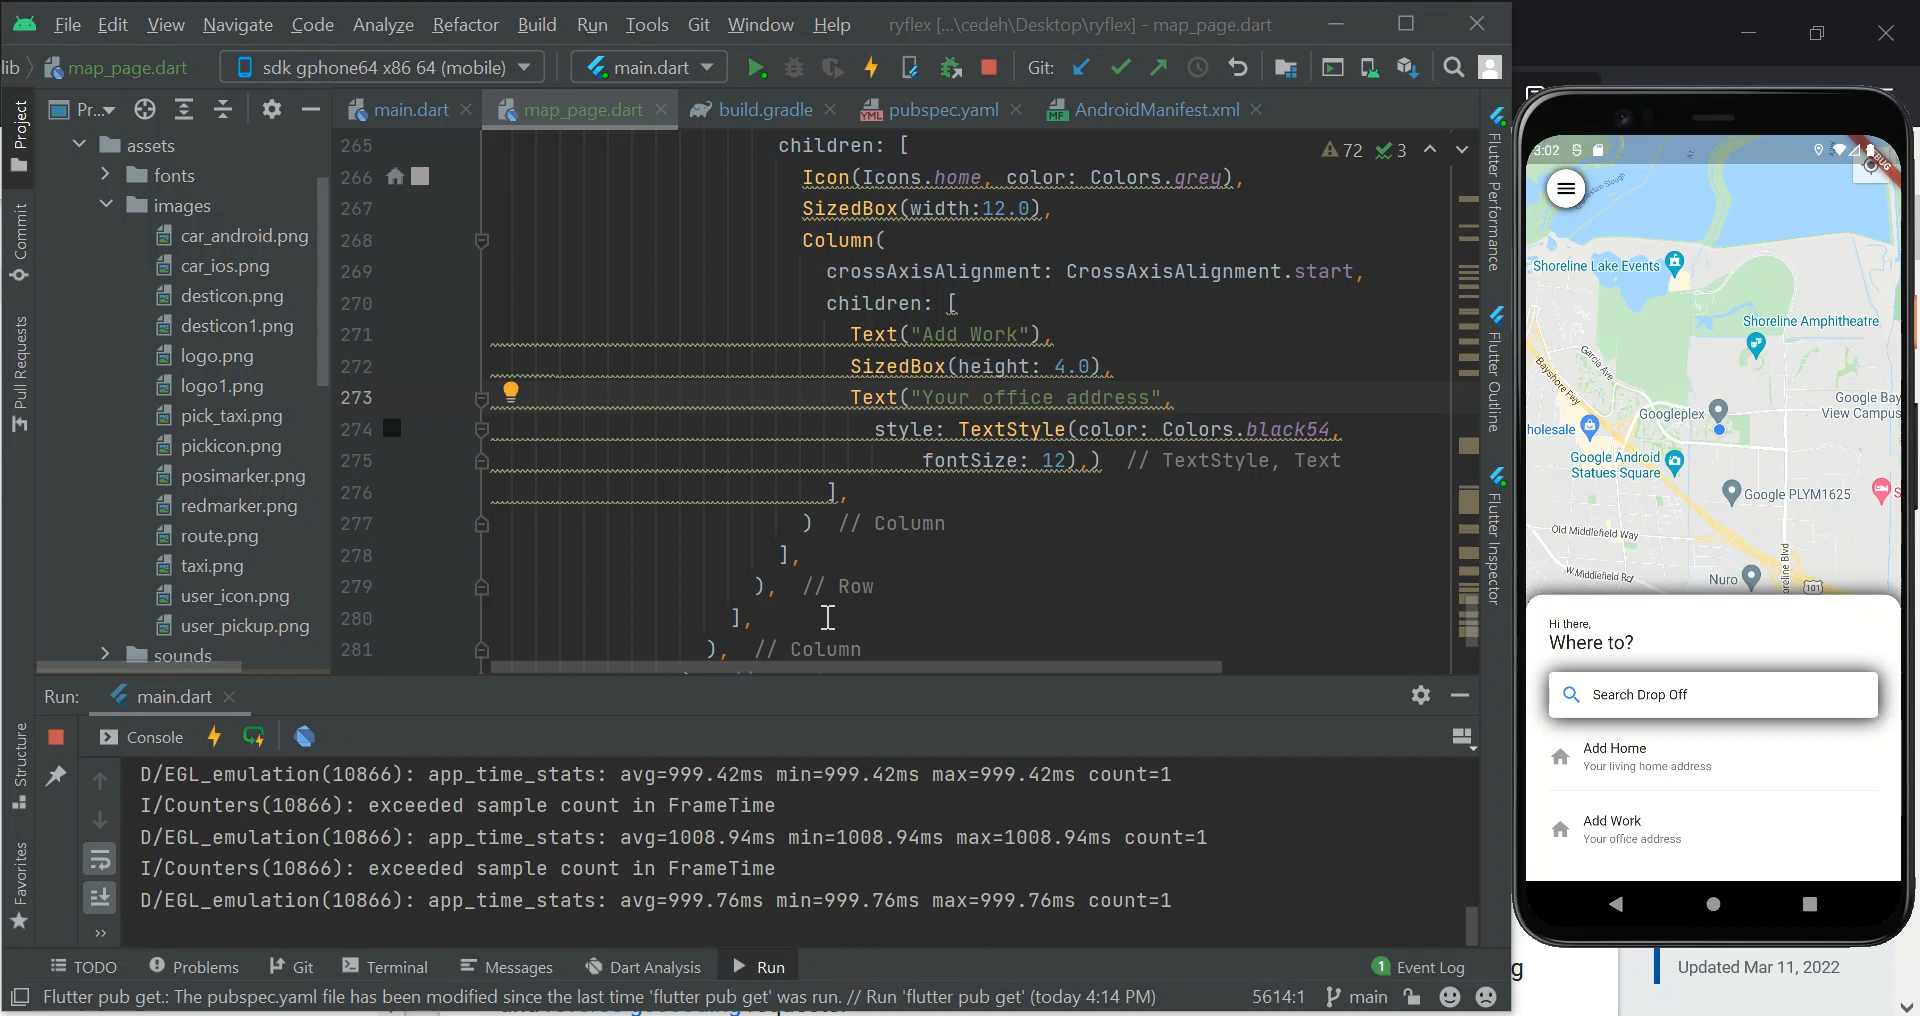 File Edit View Navigate Code Analyze Refactor Build Run Tools Git Window Help ryflex [...\cedeh\Desktop\ryflex] - map_page.dart
lib map_page.dart sdk gphone64 x86 64 (mobile) main.dart Git:
Pr... main.dart map_page.dart build.gradle pubspec.yaml AndroidManifest.xml
Project
Commit
Pull Requests
Structure
Favorites
assets
fonts
images
car_android.png
car_ios.png
desticon.png
desticon1.png
logo.png
logo1.png
pick_taxi.png
pickicon.png
posimarker.png
redmarker.png
route.png
taxi.png
user_icon.png
user_pickup.png
sounds
72 3
265 children: [
266 Icon(Icons.home, color: Colors.grey),
267 SizedBox(width:12.0),
268 Column(
269 crossAxisAlignment: CrossAxisAlignment.start,
270 children: [
271 Text("Add Work"),
272 SizedBox(height: 4.0),
273 Text("Your office address",
274 style: TextStyle(color: Colors.black54,
275 fontSize: 12),) // TextStyle, Text
276 ],
277 ) // Column
278 ],
279 ), // Row
280 ],
281 ), // Column
Flutter Performance
Flutter Outline
Flutter Inspector
Run: main.dart
Console
D/EGL_emulation(10866): app_time_stats: avg=999.42ms min=999.42ms max=999.42ms count=1
I/Counters(10866): exceeded sample count in FrameTime
D/EGL_emulation(10866): app_time_stats: avg=1008.94ms min=1008.94ms max=1008.94ms count=1
I/Counters(10866): exceeded sample count in FrameTime
D/EGL_emulation(10866): app_time_stats: avg=999.76ms min=999.76ms max=999.76ms count=1
TODO Problems Git Terminal Messages Dart Analysis Run 1 Event Log
Flutter pub get.: The pubspec.yaml file has been modified since the last time 'flutter pub get' was run. // Run 'flutter pub get' (today 4:14 PM) 5614:1 main
3:02
Shoreline Lake Events
Shoreline Amphitheatre
Garcia Ave
Bayshore Pkwy
Google Bay
View Campus
Googleplex
holesale
Google Android
Statues Square
Google PLYM1625
Old Middlefield Way
W Middlefield Rd
Nuro
101
Hi there,
Where to?
Search Drop Off
Add Home
Your living home address
Add Work
Your office address
Updated Mar 11, 2022